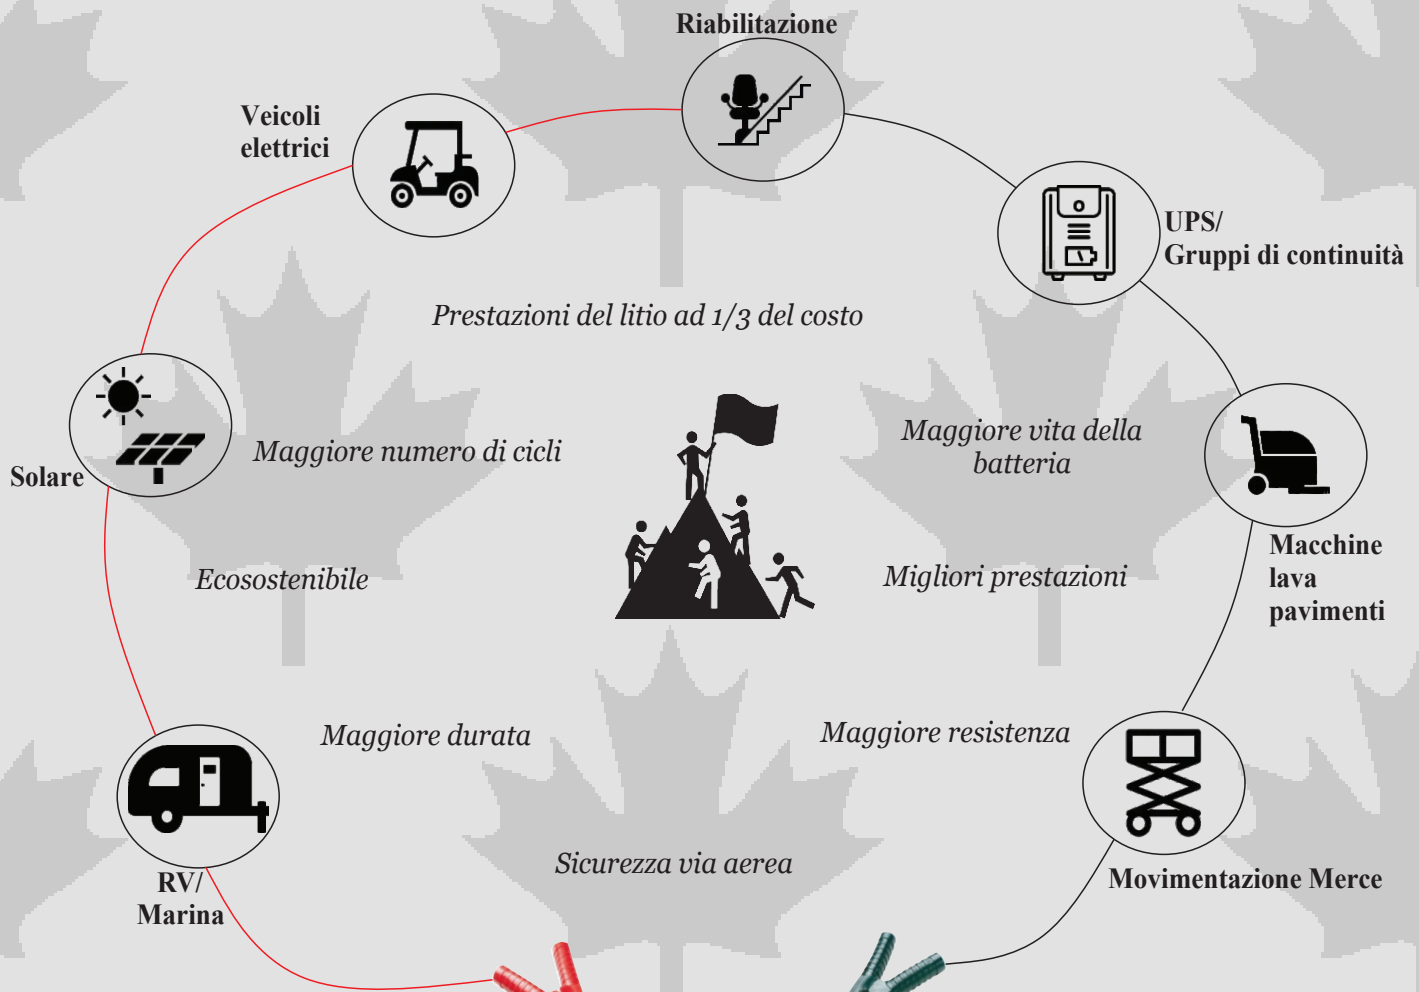 Riabilitazione
Veicoli
elettrici
UPS/
Gruppi di continuità
Prestazioni del litio ad 1/3 del costo
Maggiore numero di cicli
Maggiore vita della
batteria
Solare
Macchine
lava
pavimenti
Ecosostenibile
Migliori prestazioni
Maggiore durata
Maggiore resistenza
Sicurezza via aerea
RV/
Marina
Movimentazione Merce